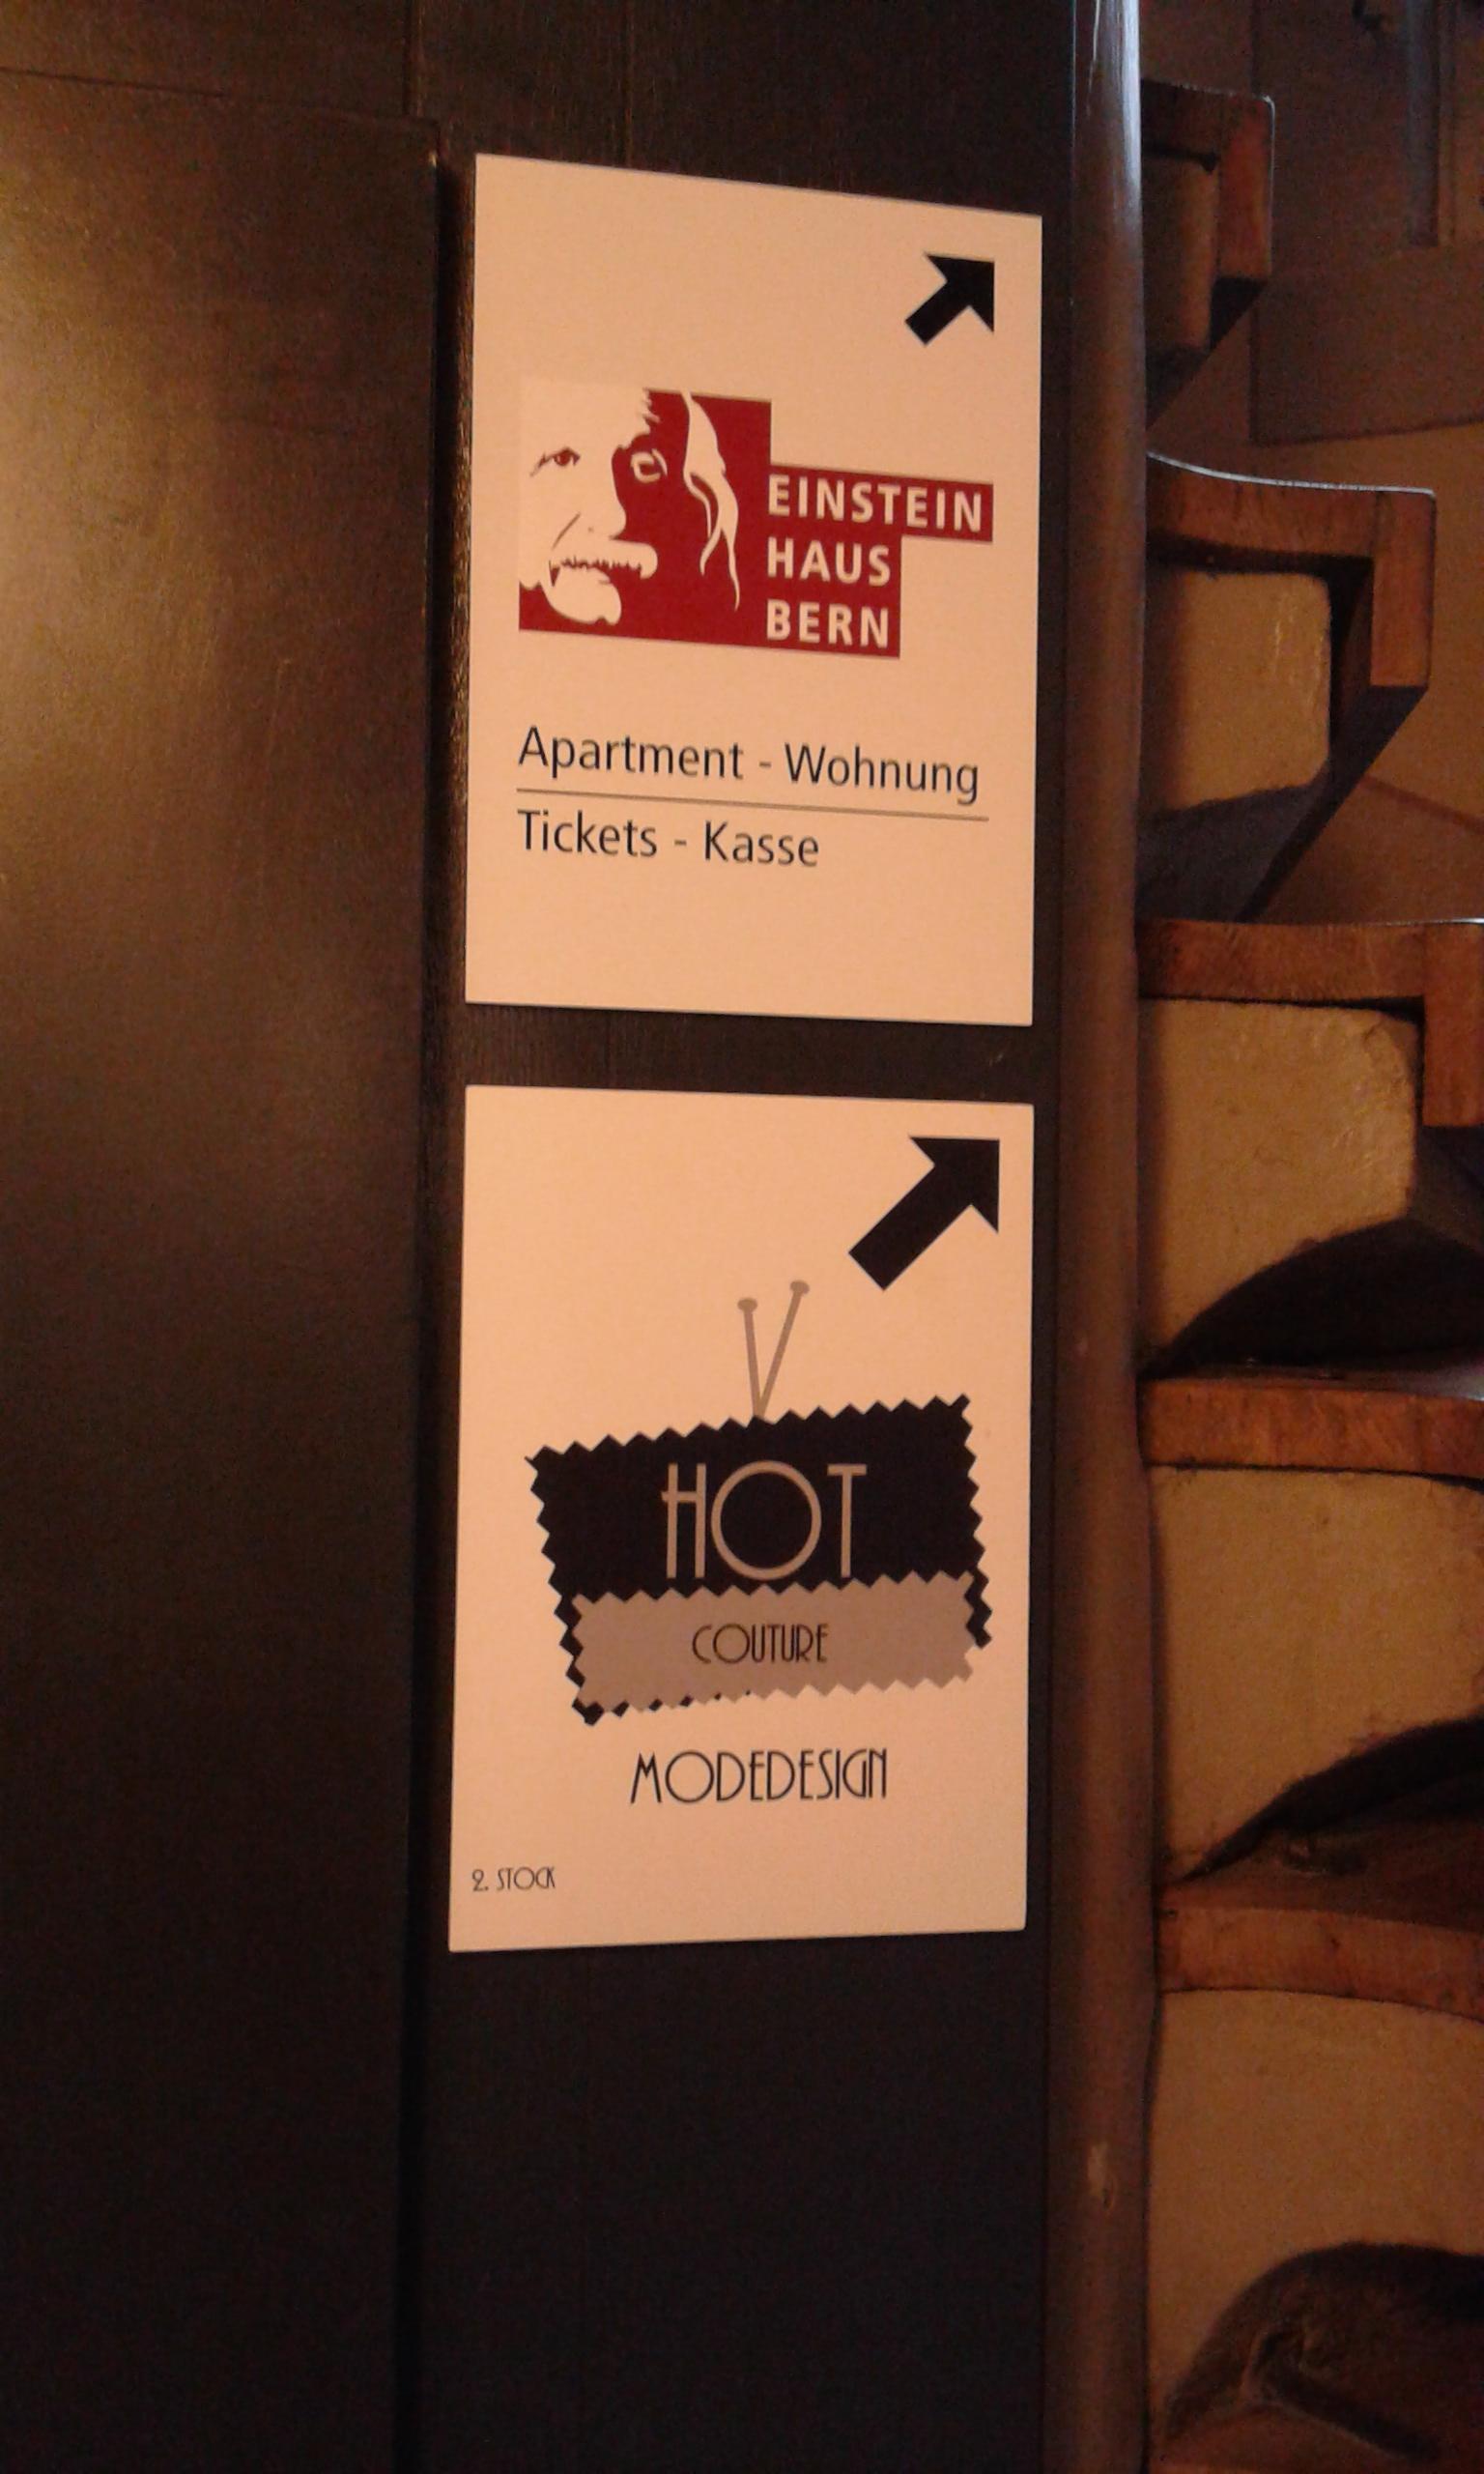 EINSTEIN
HAUS
BERN
Apartment - Wohnung
Tickets - Kasse
HOT
COUTURE
MODEDESIGN
2. STOCK